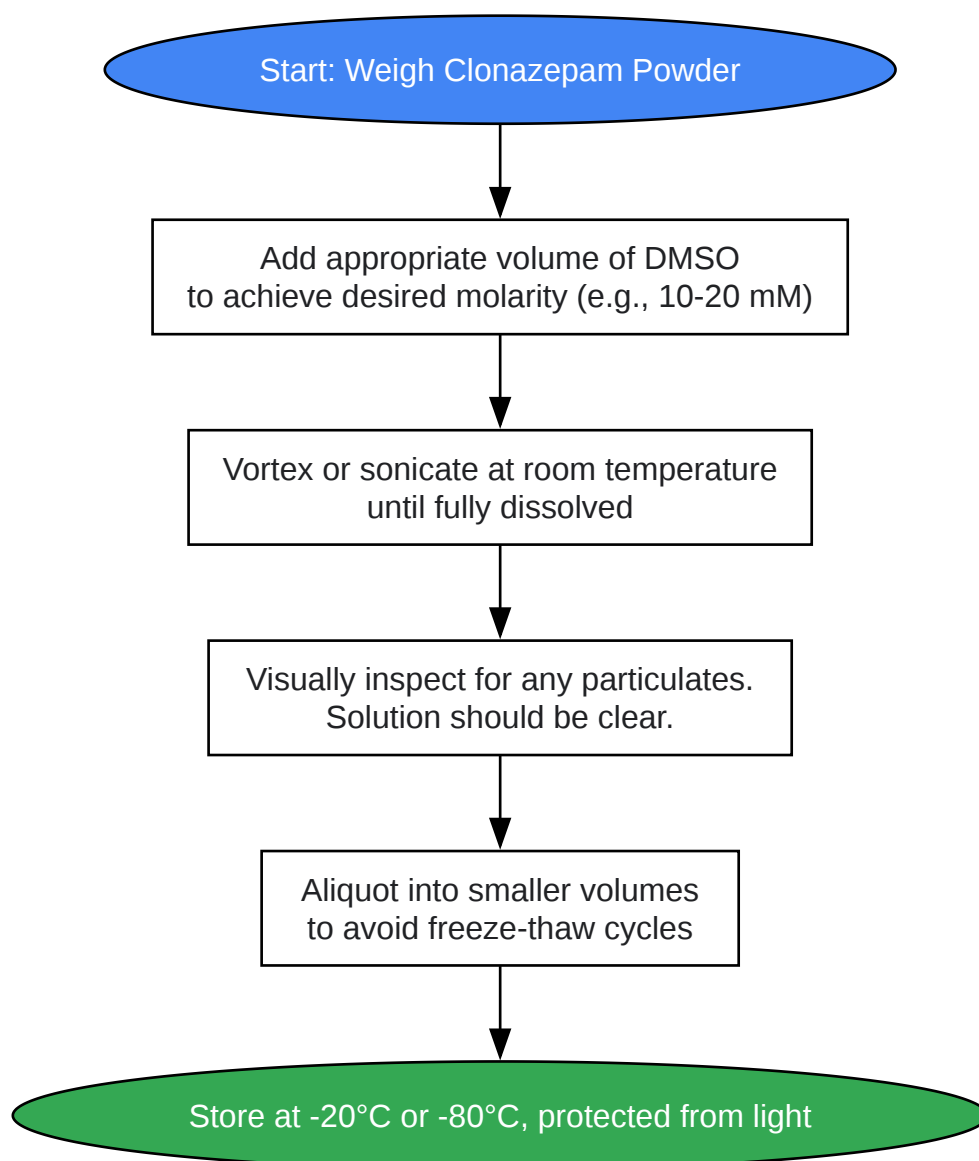 Start: Weigh Clonazepam Powder
Add appropriate volume of DMSO
to achieve desired molarity (e.g., 10-20 mM)
Vortex or sonicate at room temperature
until fully dissolved
Visually inspect for any particulates.
Solution should be clear.
Aliquot into smaller volumes
to avoid freeze-thaw cycles
Store at -20°C or -80°C, protected from light